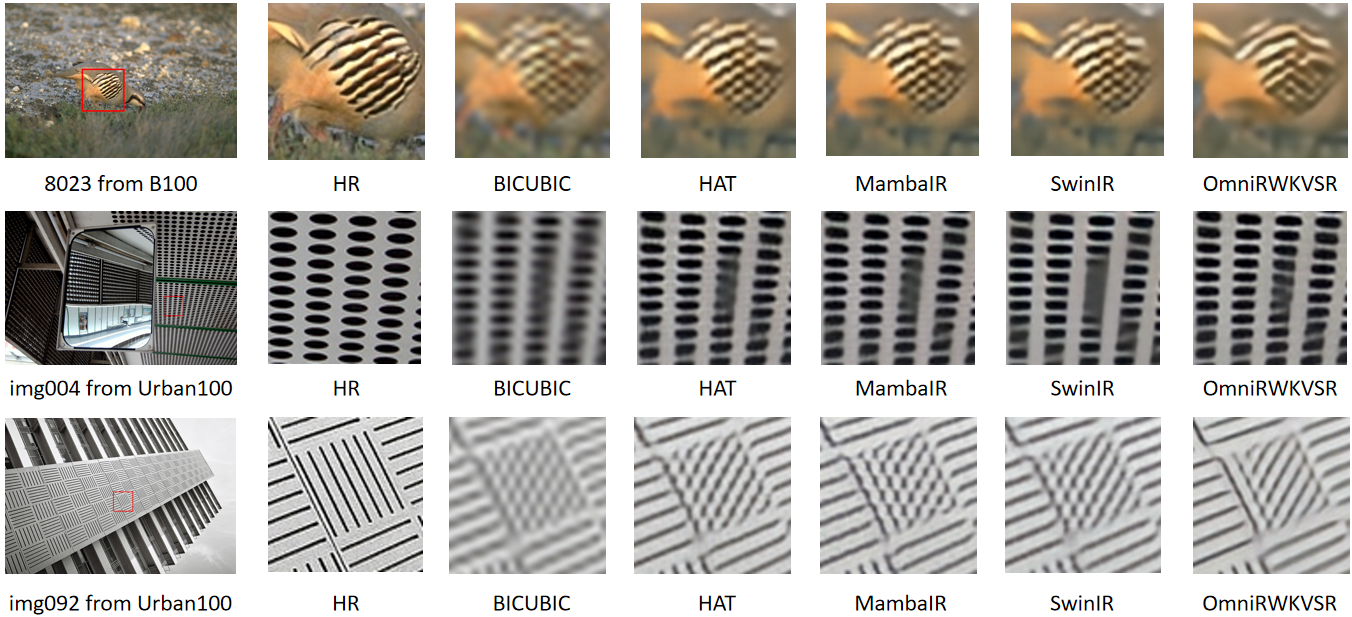 8023 from B100 HR BICUBIC HAT MambaIR SwinIR OmniRWKVSR
img004 from Urban100 HR BICUBIC HAT MambaIR SwinIR OmniRWKVSR
img092 from Urban100 HR BICUBIC HAT MambaIR SwinIR OmniRWKVSR